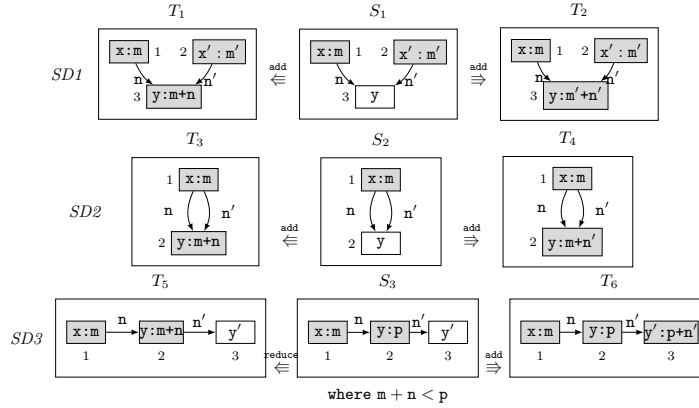 T₁ S₁ T₂
x:m 1 2 x′:m′ x:m 1 2 x′:m′ x:m 1 2 x′:m′
SD1 n n′ add ⇚ n n′ add ⇛ n n′
3 y:m+n 3 y 3 y:m′+n′
T₃ S₂ T₄
1 x:m 1 x:m 1 x:m
SD2 n n′ add ⇚ n n′ add ⇛ n n′
2 y:m+n 2 y 2 y:m+n′
T₅ S₃ T₆
SD3 x:m n y:m+n n′ y′ x:m n y:p n′ y′ x:m n y:p n′ y′:p+n′
1 2 3 reduce ⇚ 1 2 3 add ⇛ 1 2 3
where m + n < p